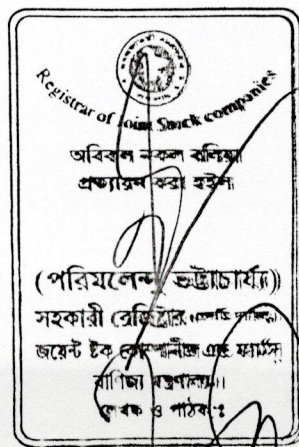 Registrar of Joint Stock companies
অবিকল নকল বলিয়া
প্রত্যায়ন করা হইল
(পরিমলেন্দু ভট্টাচার্য্য)
সহকারী রেজিষ্ট্রার
জয়েন্ট ষ্টক কোম্পানীজ এন্ড ফার্মস্
বাণিজ্য মন্ত্রণালয়।
লেখক ও পাঠক :